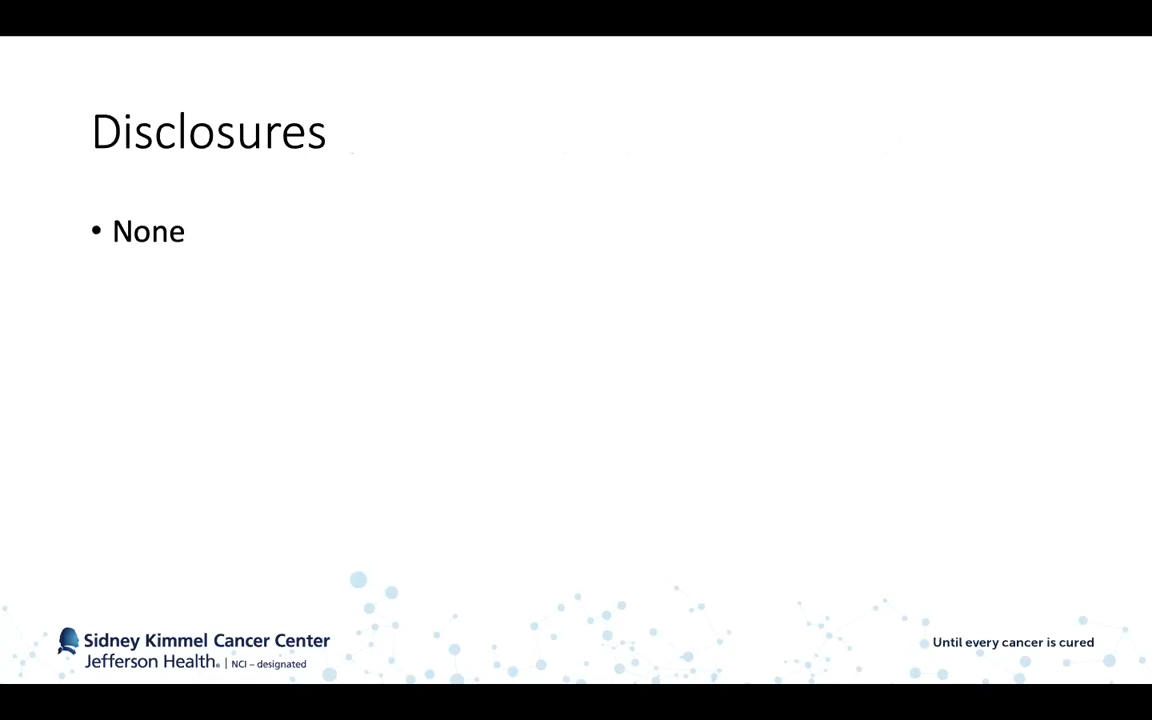 Disclosures
• None
Sidney Kimmel Cancer Center
Jefferson Health® | NCI – designated
Until every cancer is cured